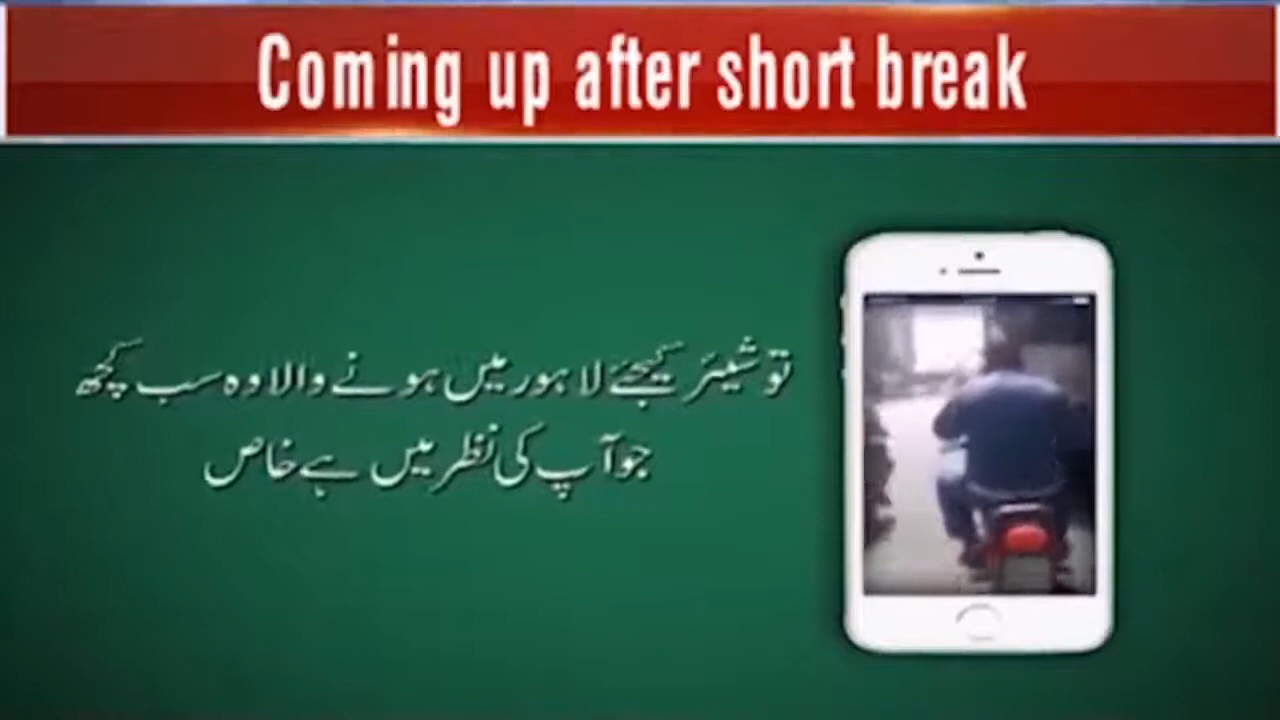 Coming up after short break
تو شیئر کیجئے لاہور میں ہونے والا وہ سب کچھ
جو آپ کی نظر میں ہے خاص